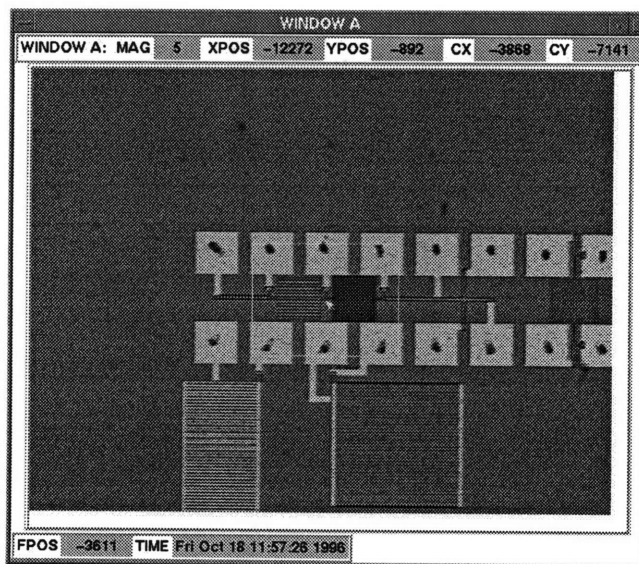 WINDOW A
WINDOW A: MAG 5 XPOS -12272 YPOS -892 CX -3868 CY -7141
FPOS -3611 TIME Fri Oct 18 11:57:26 1996